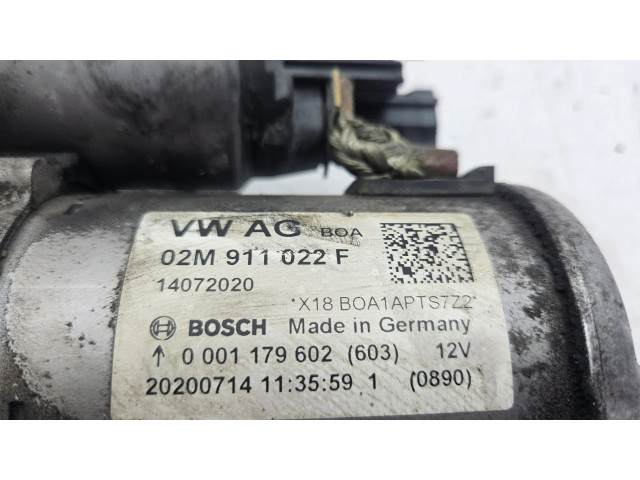 VW AG BOA
02M 911 022 F
14072020
*X18 BOA1APTS7Z2*
BOSCH Made in Germany
↑ 0 001 179 602 (603) 12V
20200714 11:35:59 1 (0890)